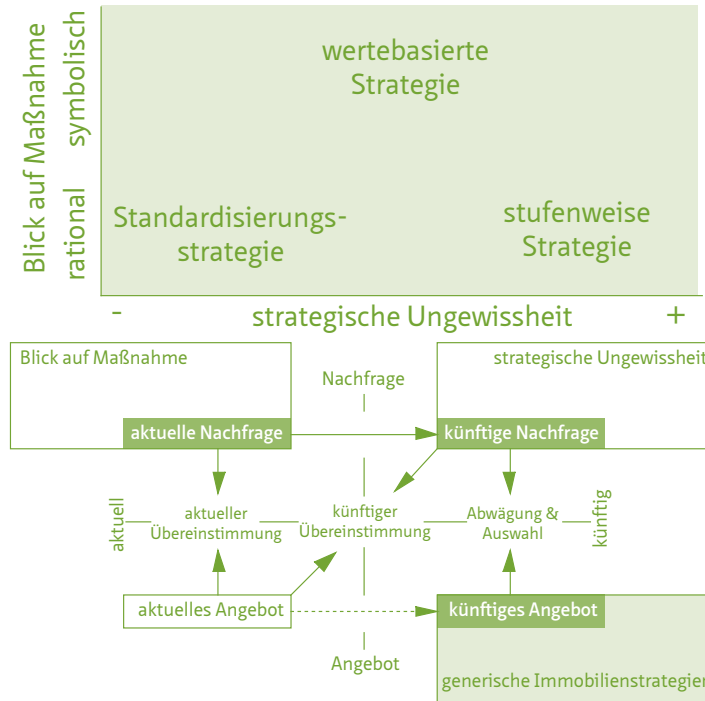 Blick auf Maßnahme
rational symbolisch
wertebasierte
Strategie
Standardisierungs-
strategie
stufenweise
Strategie
- strategische Ungewissheit +
Blick auf Maßnahme
strategische Ungewissheit
Nachfrage
aktuelle Nachfrage
künftige Nachfrage
aktuell
aktueller
Übereinstimmung
künftiger
Übereinstimmung
Abwägung &
Auswahl
künftig
aktuelles Angebot
künftiges Angebot
Angebot
generische Immobilienstrategien